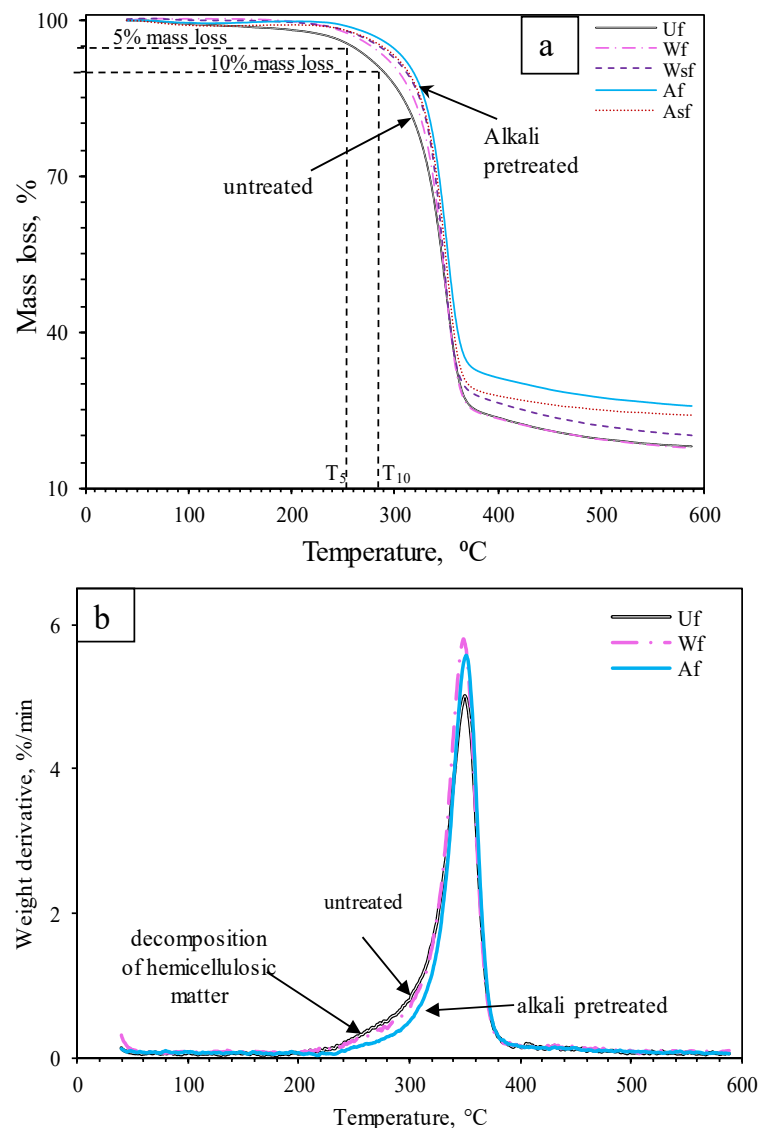 100
70
40
10
Mass loss, %
5% mass loss
10% mass loss
a
Uf
Wf
Wsf
Af
Asf
Alkali
pretreated
untreated
T5
T10
0
100
200
300
400
500
600
Temperature, ⁰C
b
6
4
2
0
Weight derivative, %/min
Uf
Wf
Af
untreated
decomposition
of hemicellulosic
matter
alkali pretreated
0
100
200
300
400
500
600
Temperature, °C